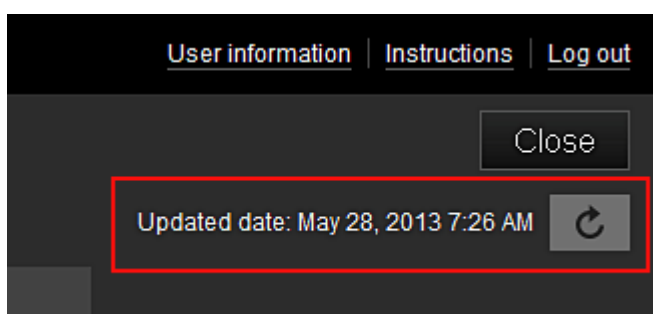 User information | Instructions | Log out
Close
Updated date: May 28, 2013 7:26 AM